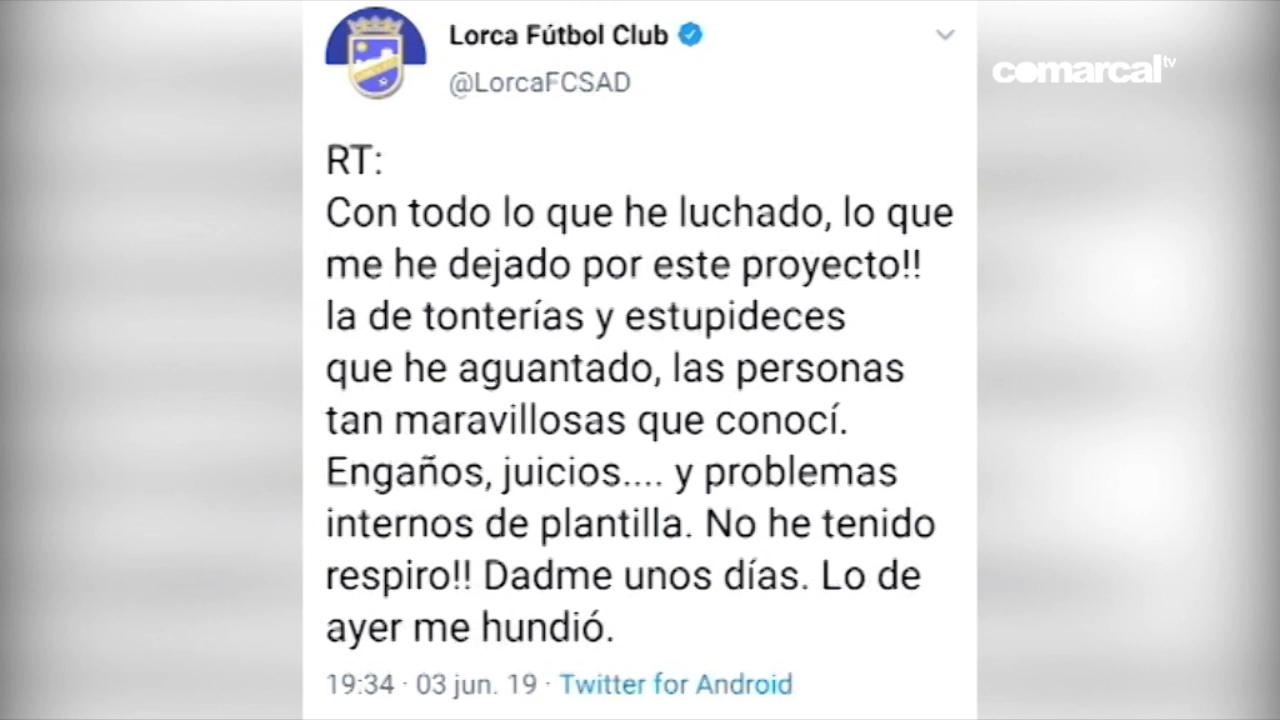 Lorca Fútbol Club
@LorcaFCSAD
comarcal tv
RT:
Con todo lo que he luchado, lo que
me he dejado por este proyecto!!
la de tonterías y estupideces
que he aguantado, las personas
tan maravillosas que conocí.
Engaños, juicios.... y problemas
internos de plantilla. No he tenido
respiro!! Dadme unos días. Lo de
ayer me hundió.
19:34 · 03 jun. 19 · Twitter for Android